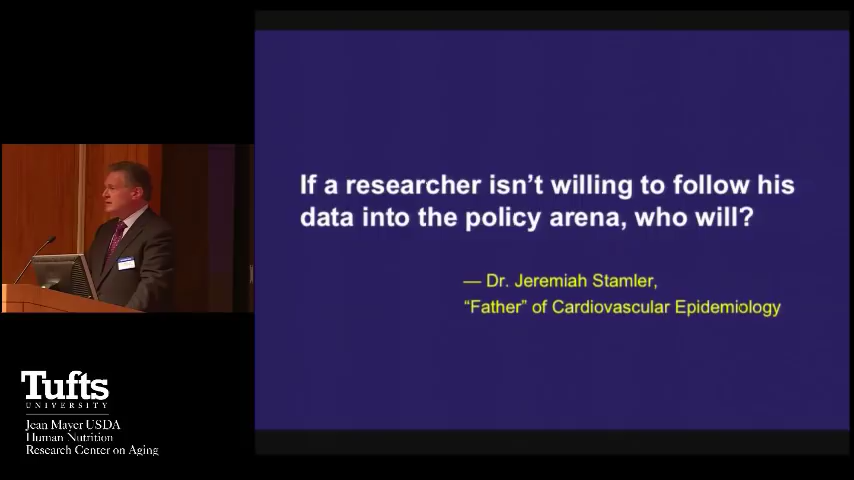 If a researcher isn’t willing to follow his
data into the policy arena, who will?
— Dr. Jeremiah Stamler,
“Father” of Cardiovascular Epidemiology
Tufts
UNIVERSITY
Jean Mayer USDA
Human Nutrition
Research Center on Aging